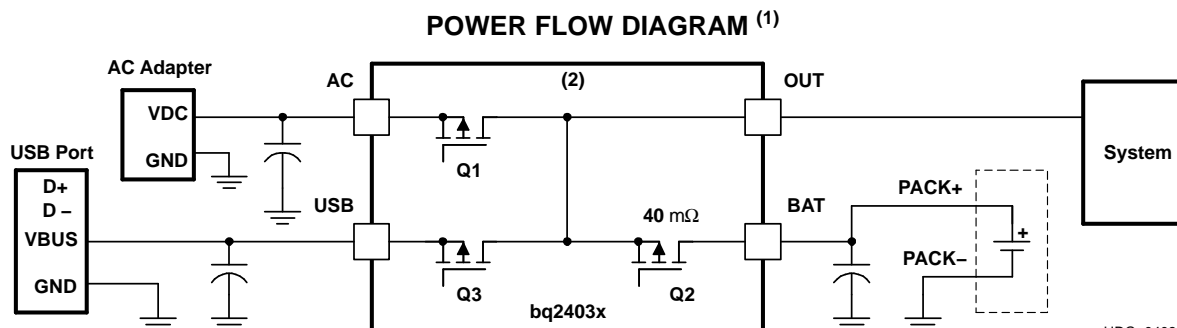 POWER FLOW DIAGRAM (1)
AC Adapter
VDC
GND
AC
(2)
OUT
Q1
System
USB Port
D+
D –
VBUS
GND
USB
Q3
40 mΩ
Q2
bq2403x
BAT
PACK+
+
PACK–